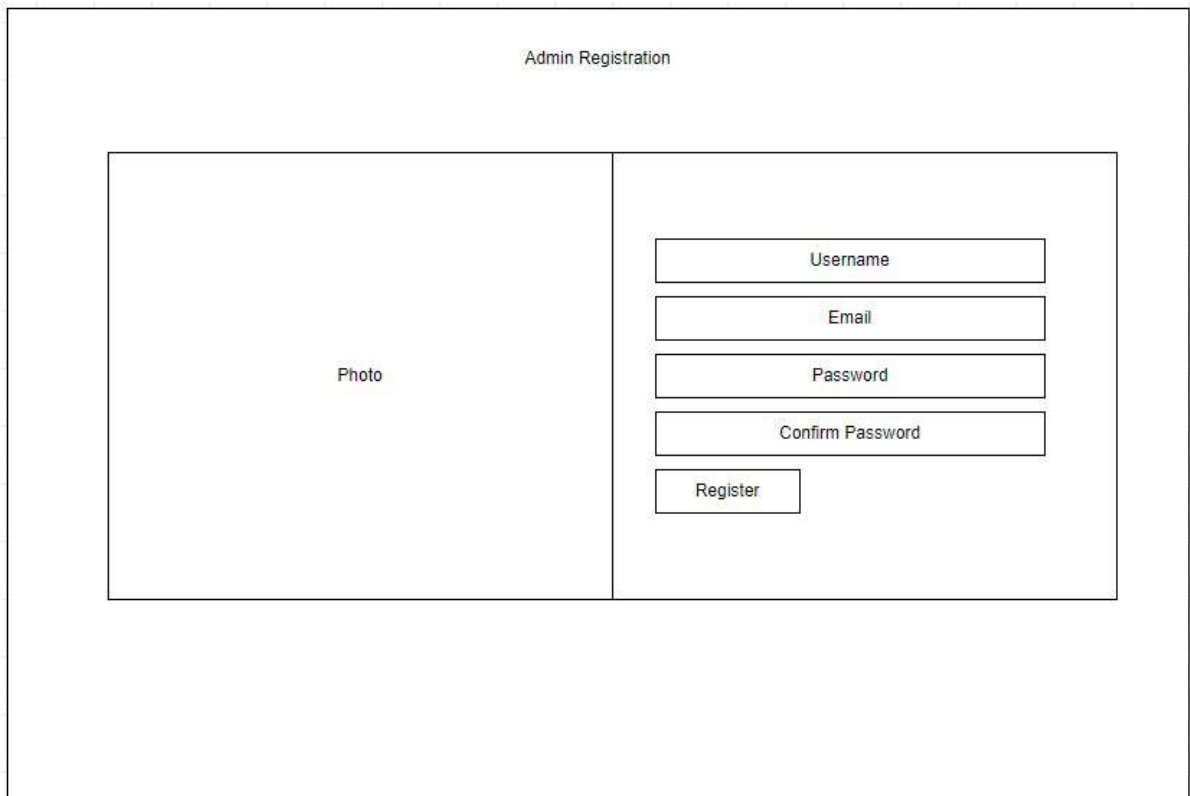 Admin Registration
Photo
Username
Email
Password
Confirm Password
Register